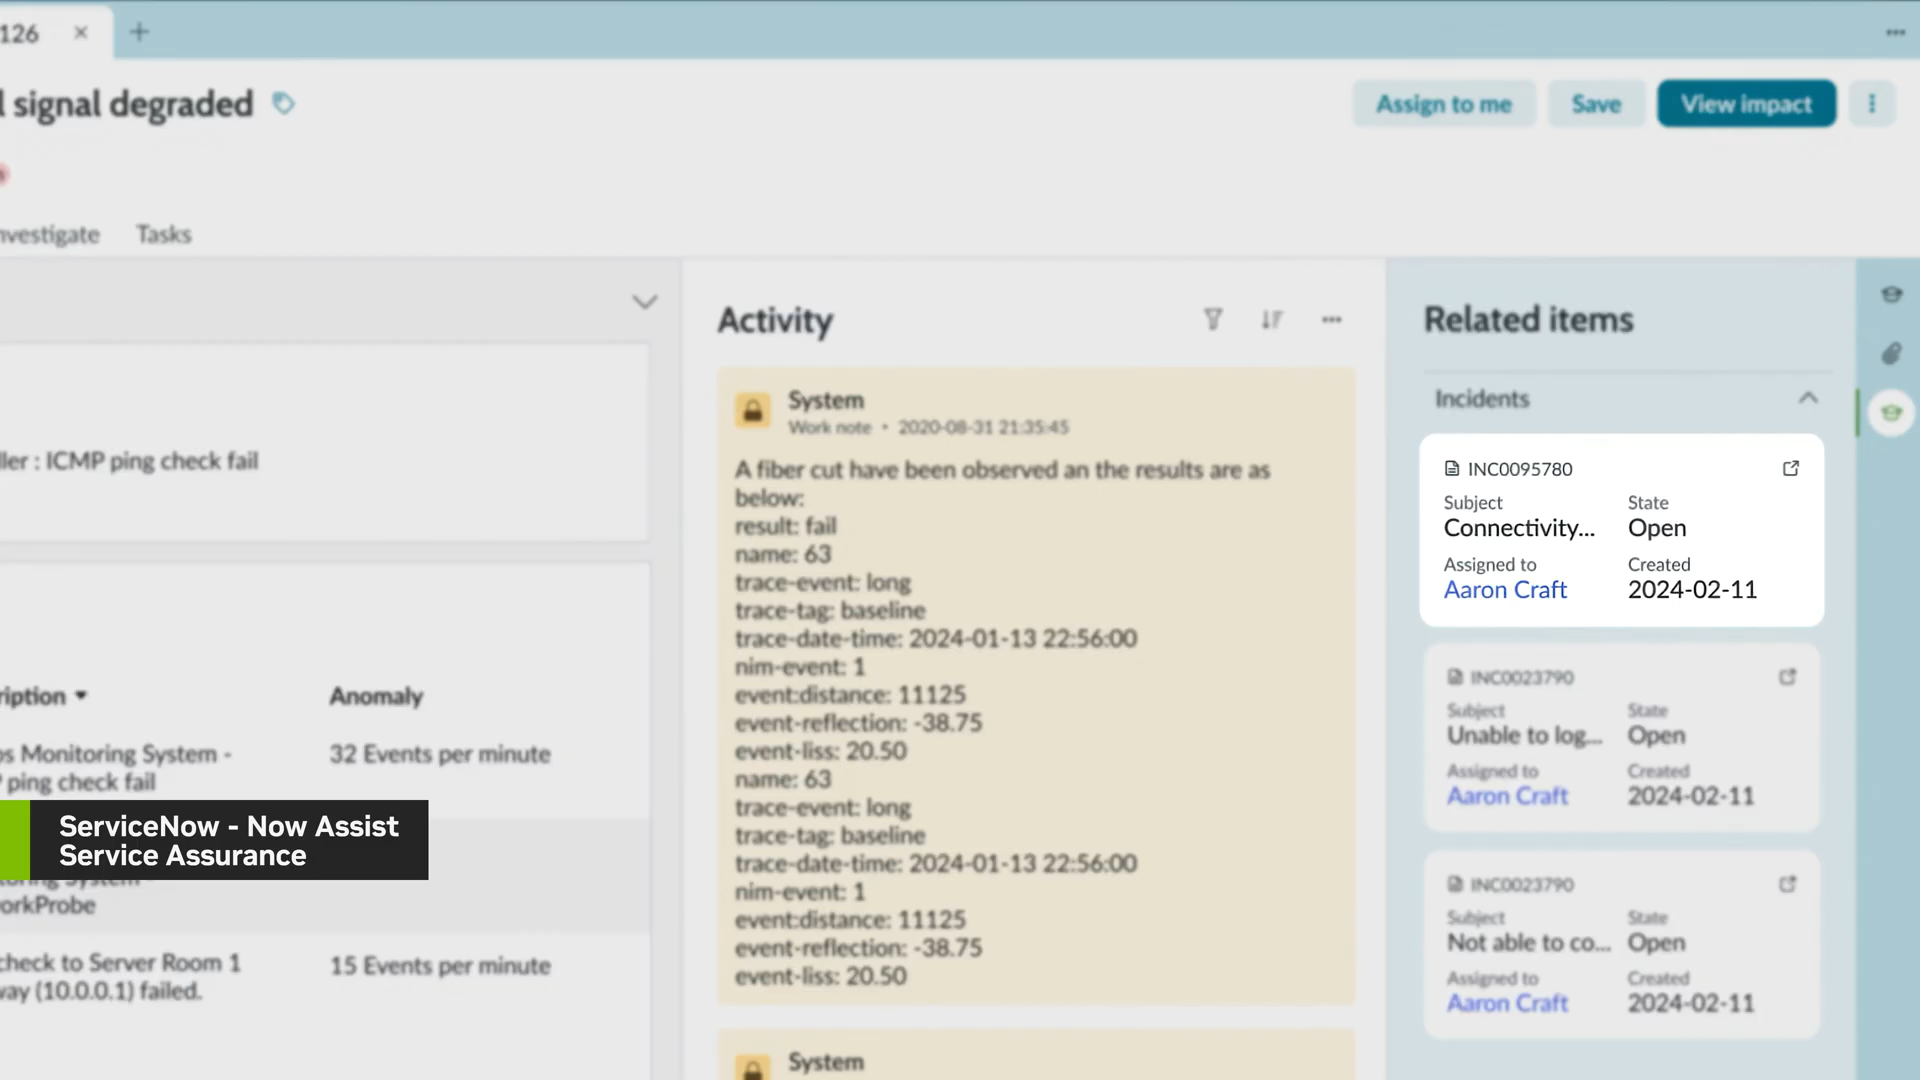 126
signal degraded
Assign to me
Save
View impact
Tasks
Activity
System
Work note • 2020-08-31 21:35:45
A fiber cut have been observed an the results are as
below:
result: fail
name: 63
trace-event: long
trace-tag: baseline
trace-date-time: 2024-01-13 22:56:00
nim-event: 1
event:distance: 11125
event-reflection: -38.75
event-liss: 20.50
name: 63
trace-event: long
trace-tag: baseline
trace-date-time: 2024-01-13 22:56:00
nim-event: 1
event:distance: 11125
event-reflection: -38.75
event-liss: 20.50
System
Related items
Incidents
INC0095780
Subject
State
Connectivity...
Open
Assigned to
Created
Aaron Craft
2024-02-11
INC0023790
Subject
State
Unable to log...
Open
Assigned to
Created
Aaron Craft
2024-02-11
INC0023790
Subject
State
Not able to co...
Open
Assigned to
Created
Aaron Craft
2024-02-11
ller : ICMP ping check fail
ription
Anomaly
os Monitoring System -
ping check fail
32 Events per minute
System -
orkProbe
check to Server Room 1
way (10.0.0.1) failed.
15 Events per minute
ServiceNow - Now Assist
Service Assurance